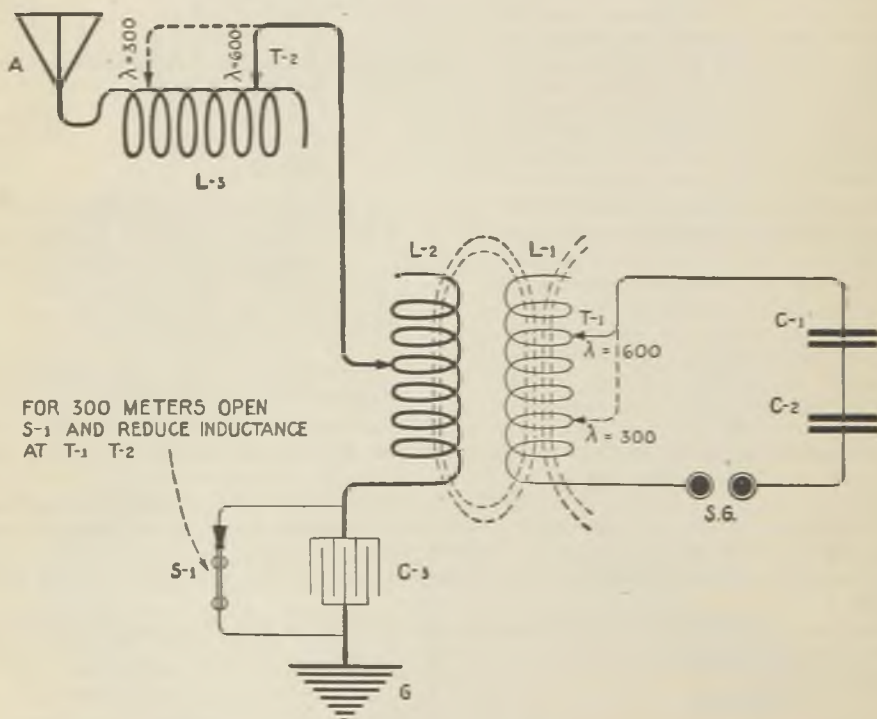 A
λ=300
λ=600
T-2
L-3
L-2
L-1
T-1
λ = 600
λ = 300
C-1
C-2
S.G.
FOR 300 METERS OPEN
S-1 AND REDUCE INDUCTANCE
AT T-1 T-2
S-1
C-3
G